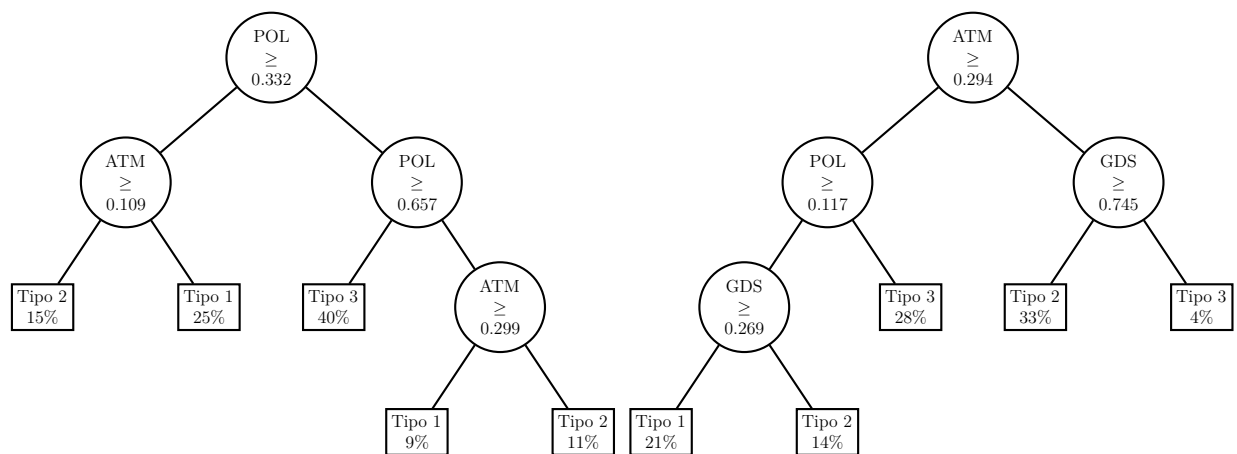 POL
≥
0.332
ATM
≥
0.109
POL
≥
0.657
Tipo 2
15%
Tipo 1
25%
Tipo 3
40%
ATM
≥
0.299
Tipo 1
9%
Tipo 2
11%
ATM
≥
0.294
POL
≥
0.117
GDS
≥
0.745
GDS
≥
0.269
Tipo 3
28%
Tipo 2
33%
Tipo 3
4%
Tipo 1
21%
Tipo 2
14%